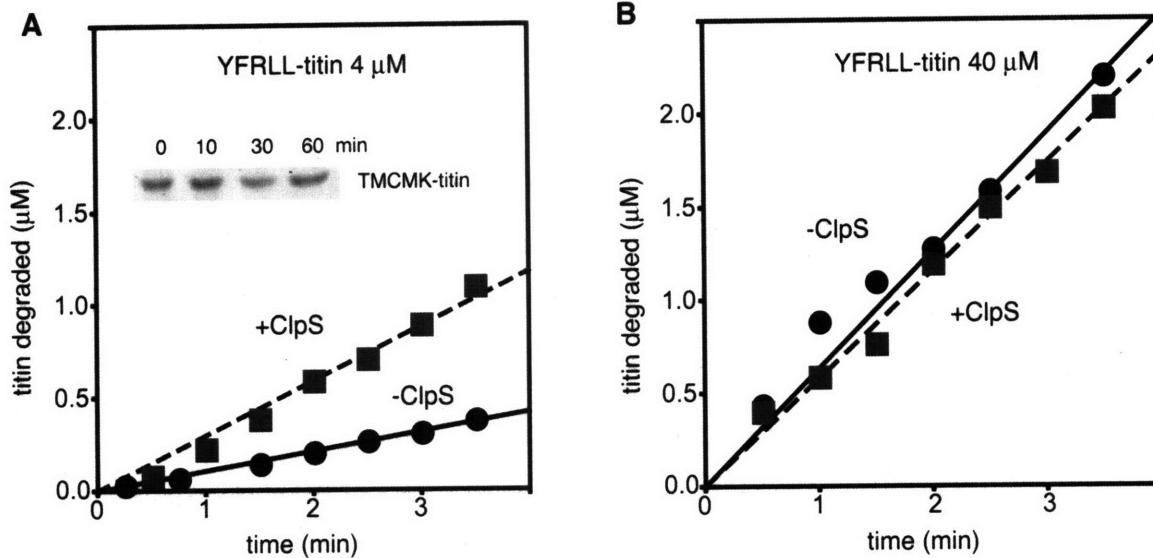 A
YFRLL-titin 4 μM
0 10 30 60 min
TMCMK-titin
titin degraded (μM)
2.0
1.5
1.0
0.5
0.0
+ClpS
-ClpS
0 1 2 3
time (min)
B
YFRLL-titin 40 μM
titin degraded (μM)
2.0
1.5
1.0
0.5
0.0
-ClpS
+ClpS
0 1 2 3
time (min)